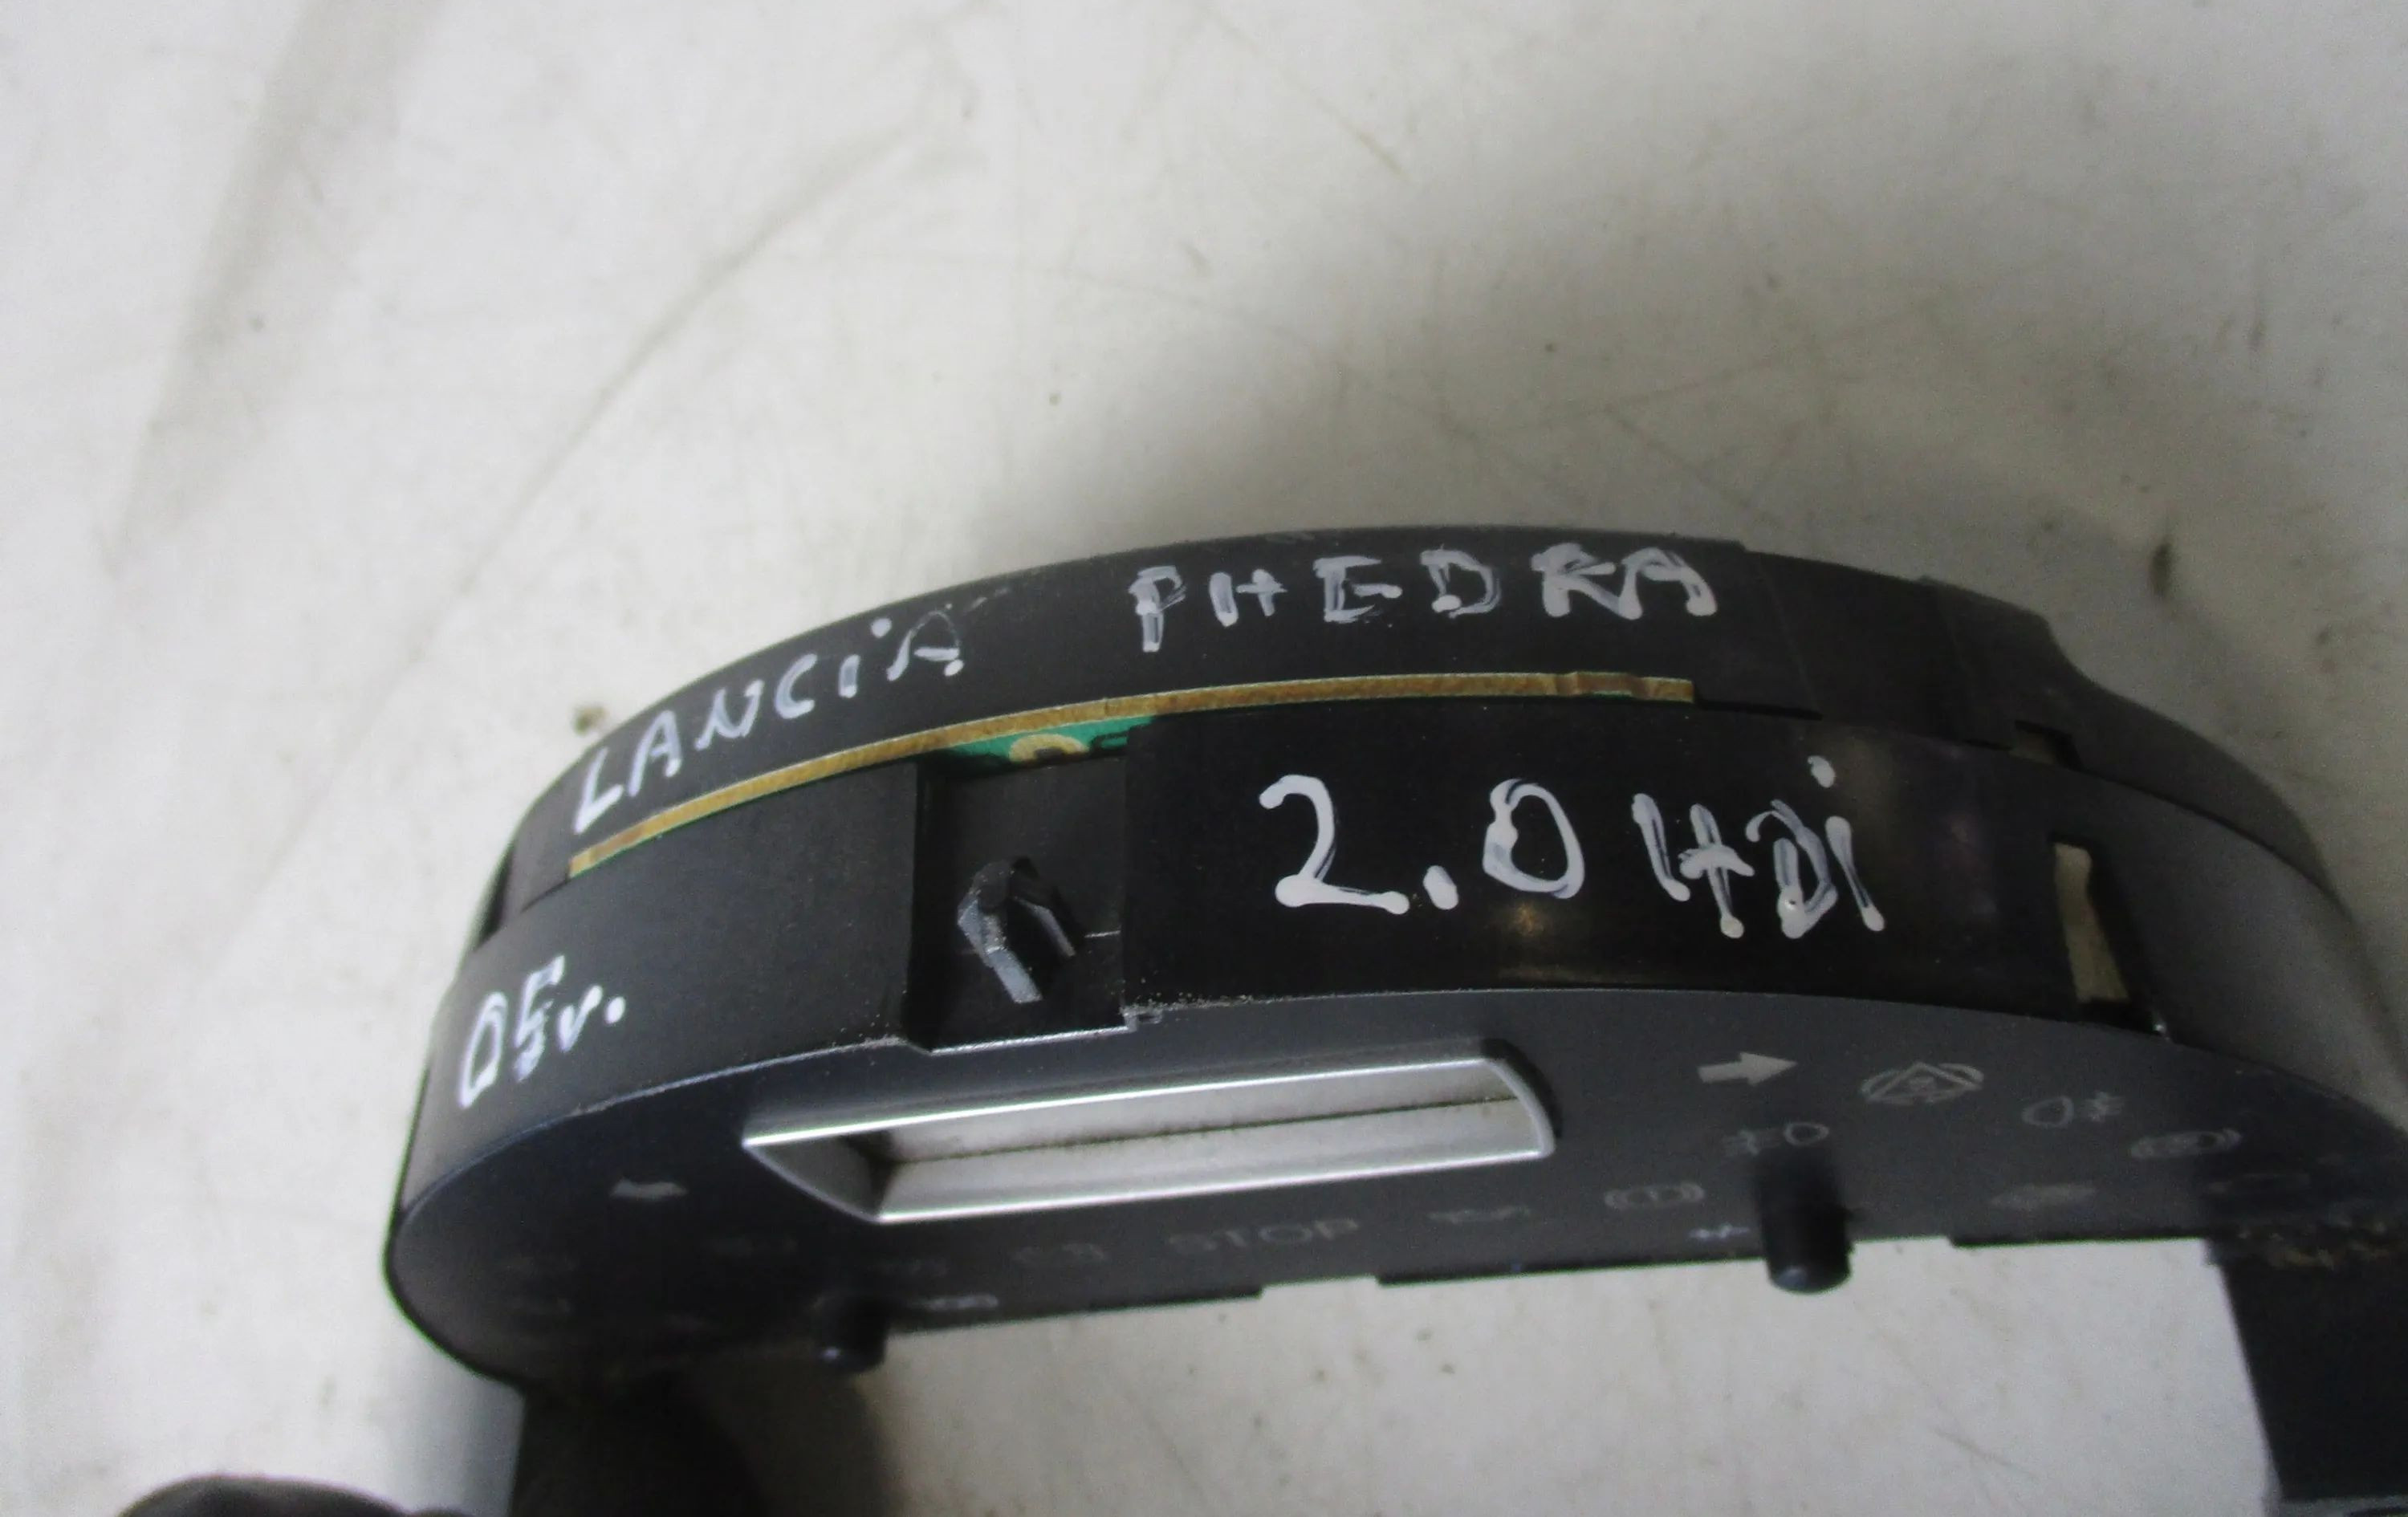 LANCiA PHEDRA
2.0 HDi
05r.
STOP